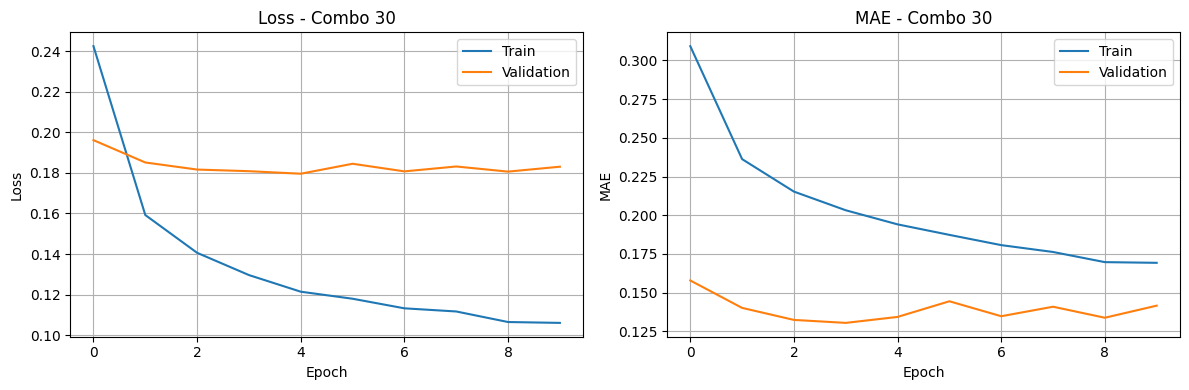 Loss - Combo 30
0.24
0.22
0.20
0.18
0.16
0.14
0.12
0.10
Loss
0 2 4 6 8
Epoch
Train
Validation
MAE - Combo 30
0.300
0.275
0.250
0.225
0.200
0.175
0.150
0.125
MAE
0 2 4 6 8
Epoch
Train
Validation